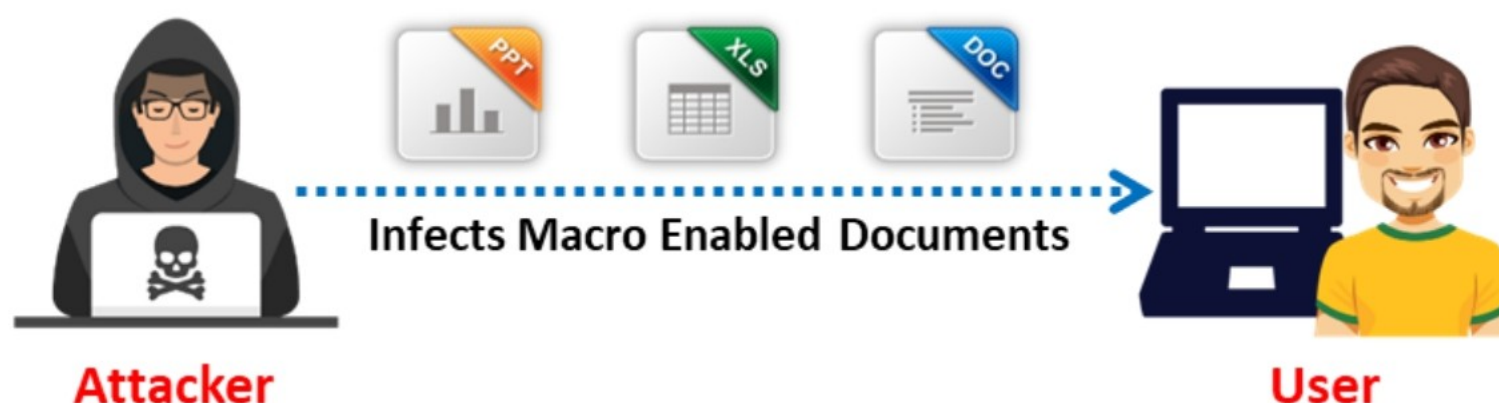 PPT
XLS
DOC
Infects Macro Enabled Documents
Attacker
User